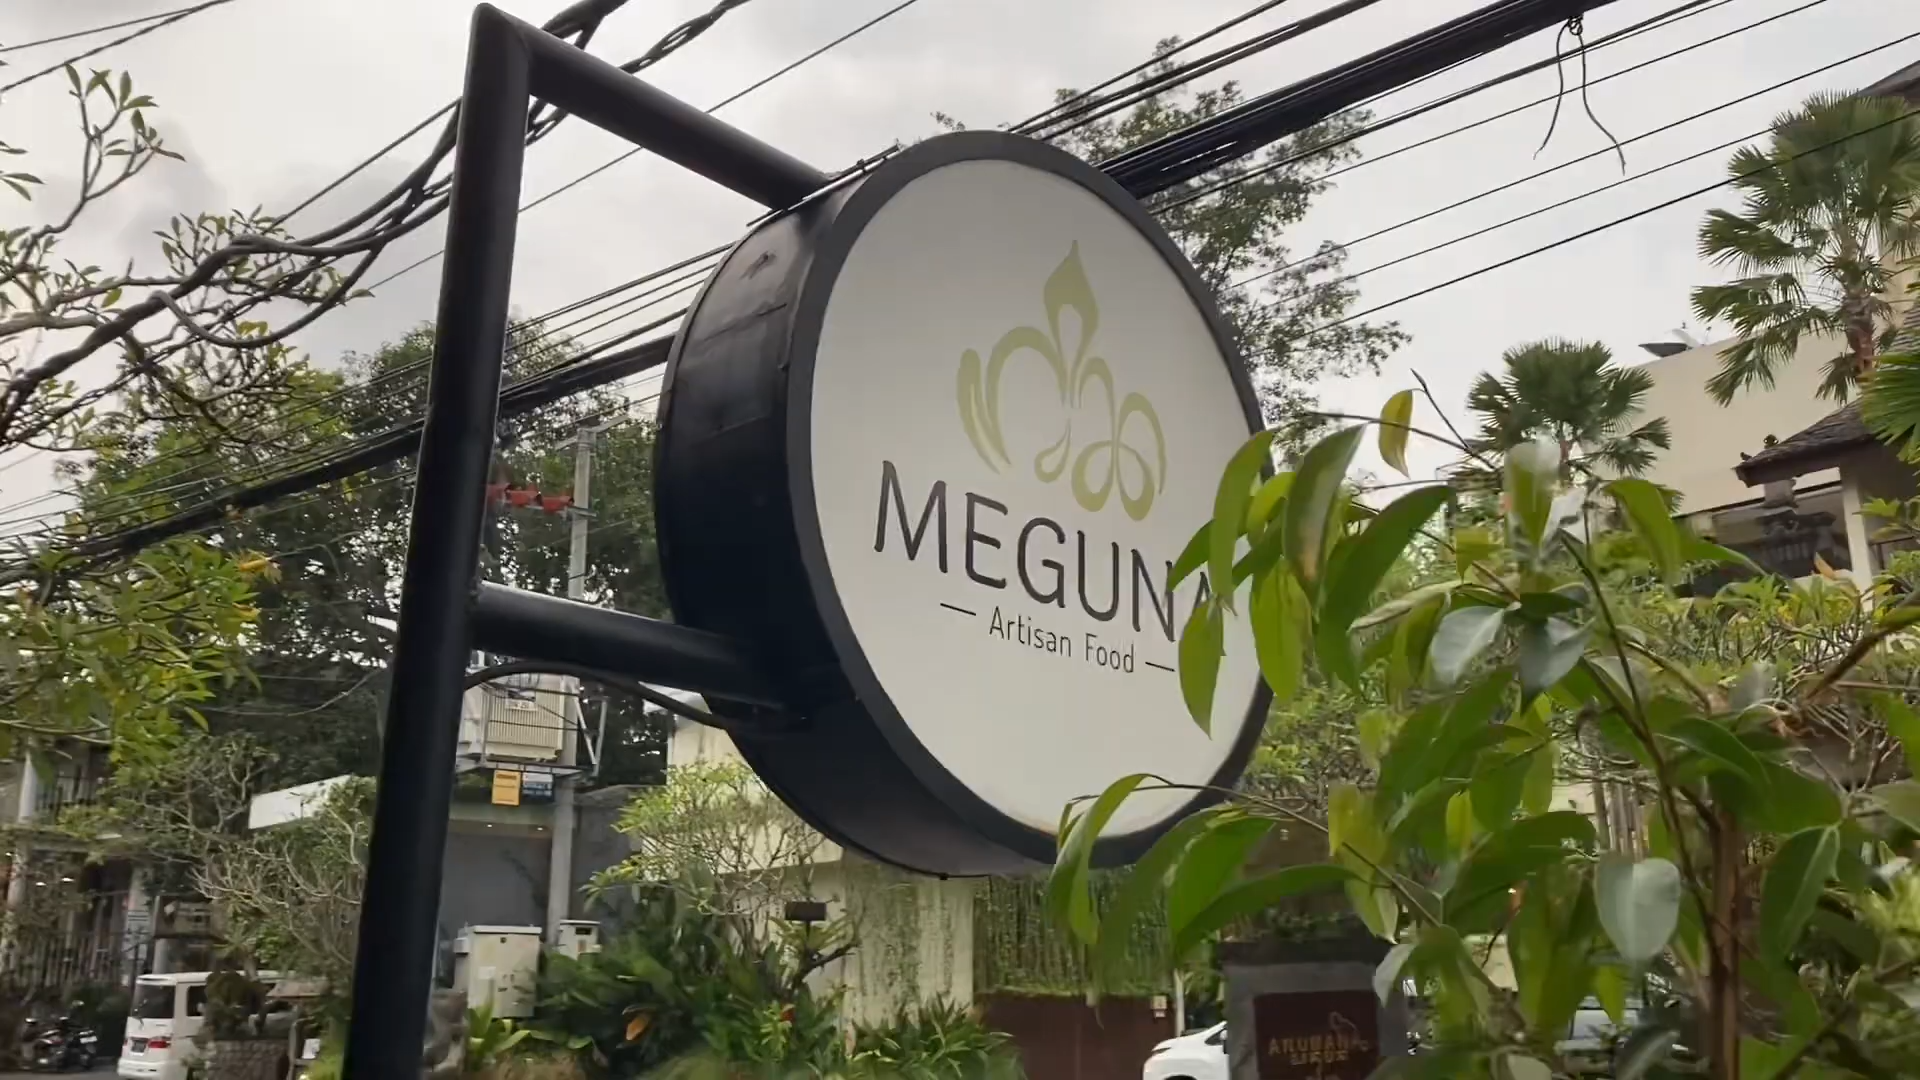 MEGUNA
— Artisan Food —